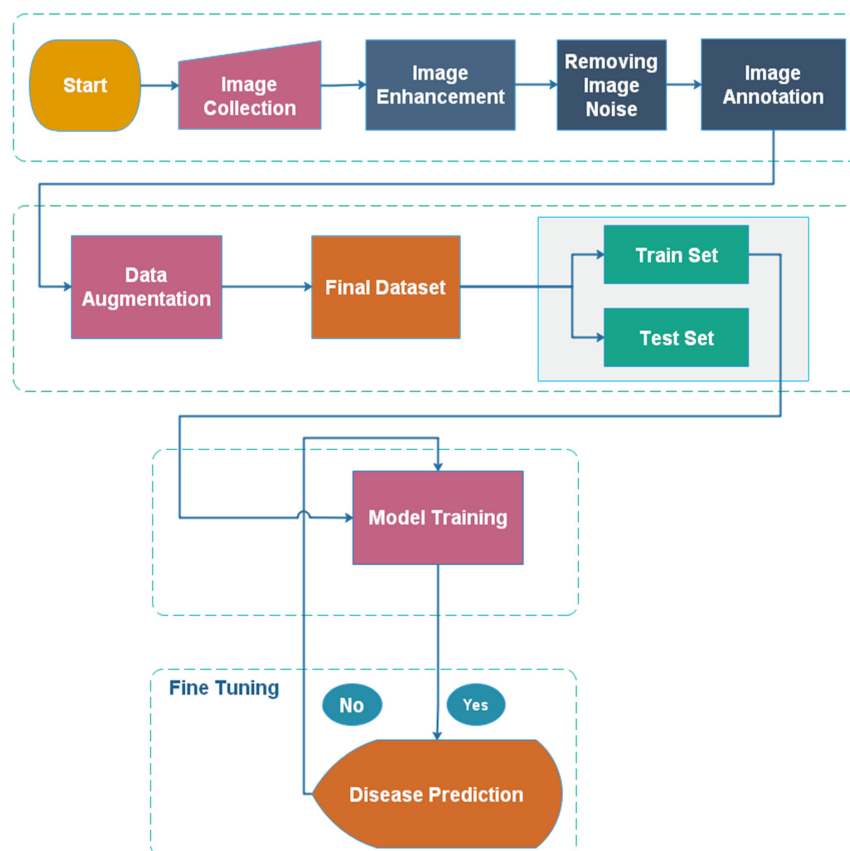 Start
Image
Collection
Image
Enhancement
Removing
Image
Noise
Image
Annotation
Data
Augmentation
Final Dataset
Train Set
Test Set
Model Training
Fine Tuning
No
Yes
Disease Prediction